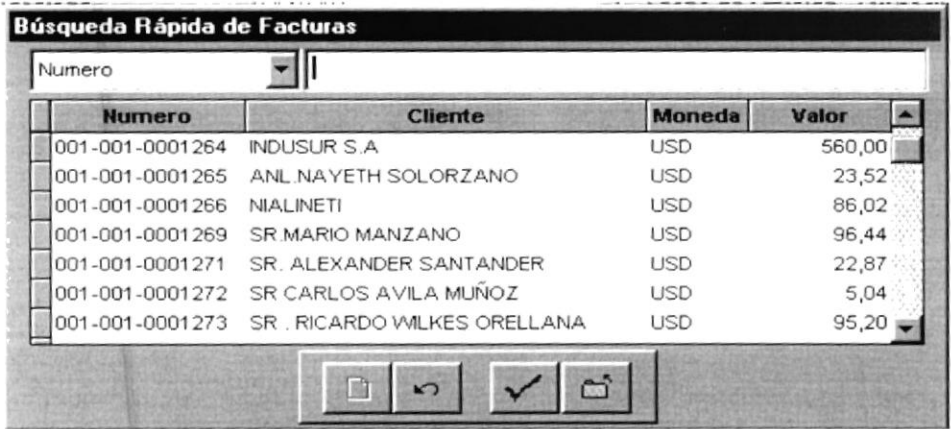 Búsqueda Rápida de Facturas
Numero
Numero Cliente Moneda Valor
001-001-0001264 INDUSUR S.A USD 560,00
001-001-0001265 ANL.NAYETH SOLORZANO USD 23,52
001-001-0001266 NIALINETI USD 86,02
001-001-0001269 SR.MARIO MANZANO USD 96,44
001-001-0001271 SR. ALEXANDER SANTANDER USD 22,87
001-001-0001272 SR CARLOS AVILA MUÑOZ USD 5,04
001-001-0001273 SR . RICARDO WILKES ORELLANA USD 95,20